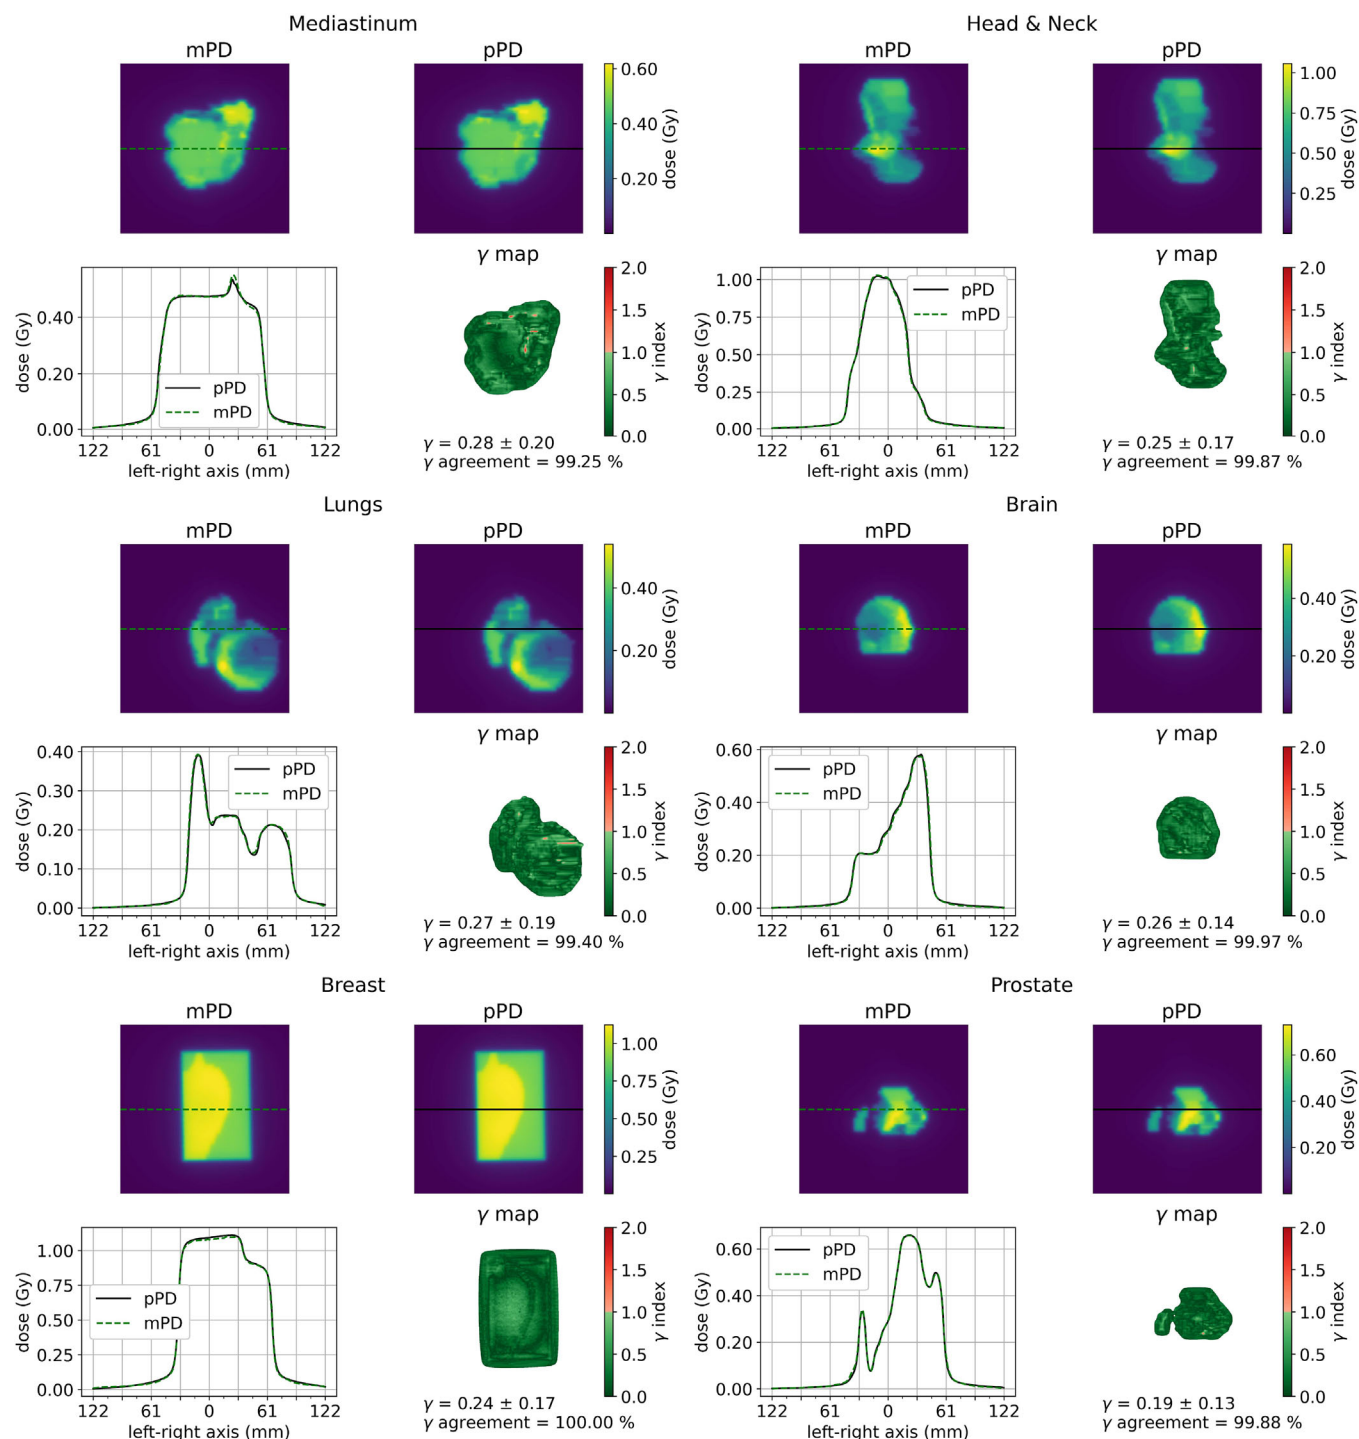 Mediastinum
mPD
pPD
0.60
0.40
0.20
dose (Gy)
dose (Gy)
0.40
0.20
0.00
pPD
mPD
122 61 0 61 122
left-right axis (mm)
γ map
2.0
1.5
1.0
0.5
0.0
γ index
γ = 0.28 ± 0.20
γ agreement = 99.25 %
Head & Neck
mPD
pPD
1.00
0.75
0.50
0.25
dose (Gy)
dose (Gy)
1.00
0.75
0.50
0.25
0.00
pPD
mPD
122 61 0 61 122
left-right axis (mm)
γ map
2.0
1.5
1.0
0.5
0.0
γ index
γ = 0.25 ± 0.17
γ agreement = 99.87 %
Lungs
mPD
pPD
0.40
0.20
dose (Gy)
dose (Gy)
0.40
0.30
0.20
0.10
0.00
pPD
mPD
122 61 0 61 122
left-right axis (mm)
γ map
2.0
1.5
1.0
0.5
0.0
γ index
γ = 0.27 ± 0.19
γ agreement = 99.40 %
Brain
mPD
pPD
0.40
0.20
dose (Gy)
dose (Gy)
0.60
0.40
0.20
0.00
pPD
mPD
122 61 0 61 122
left-right axis (mm)
γ map
2.0
1.5
1.0
0.5
0.0
γ index
γ = 0.26 ± 0.14
γ agreement = 99.97 %
Breast
mPD
pPD
1.00
0.75
0.50
0.25
dose (Gy)
dose (Gy)
1.00
0.75
0.50
0.25
0.00
pPD
mPD
122 61 0 61 122
left-right axis (mm)
γ map
2.0
1.5
1.0
0.5
0.0
γ index
γ = 0.24 ± 0.17
γ agreement = 100.00 %
Prostate
mPD
pPD
0.60
0.40
0.20
dose (Gy)
dose (Gy)
0.60
0.40
0.20
0.00
pPD
mPD
122 61 0 61 122
left-right axis (mm)
γ map
2.0
1.5
1.0
0.5
0.0
γ index
γ = 0.19 ± 0.13
γ agreement = 99.88 %